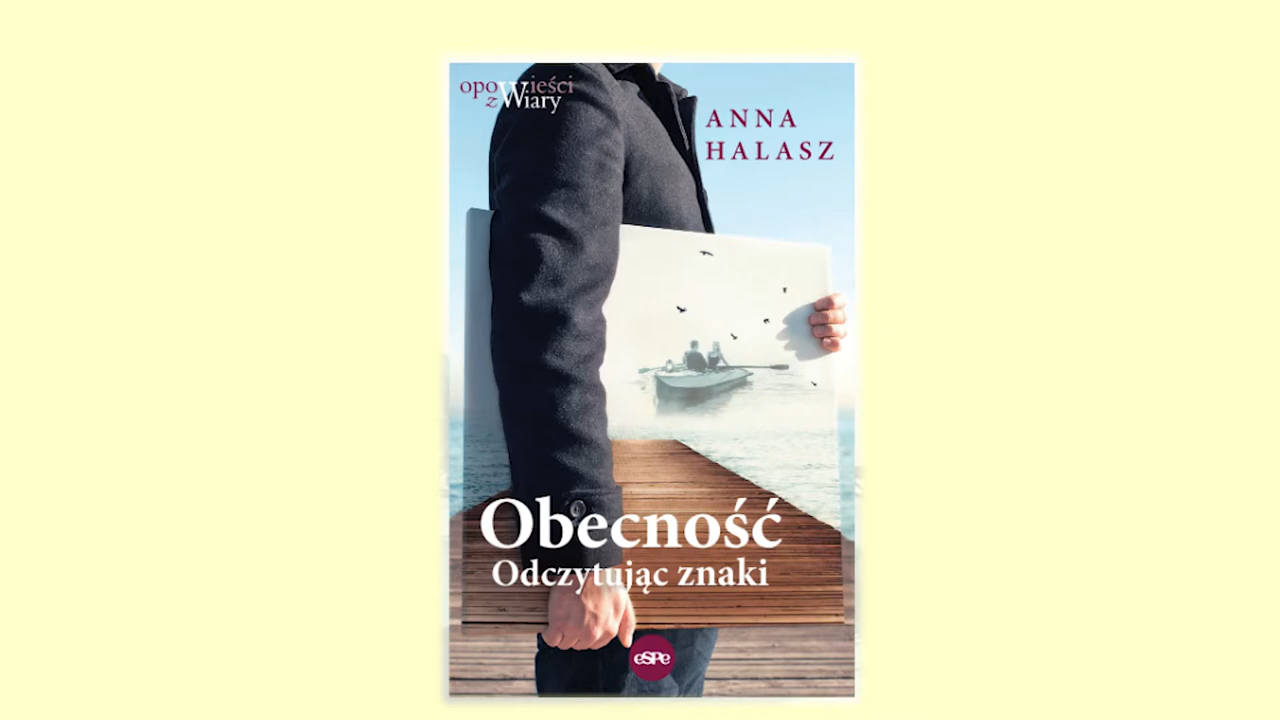 opoWieści
z Wiary
ANNA
HALASZ
Obecność
Odczytując znaki
eSPe